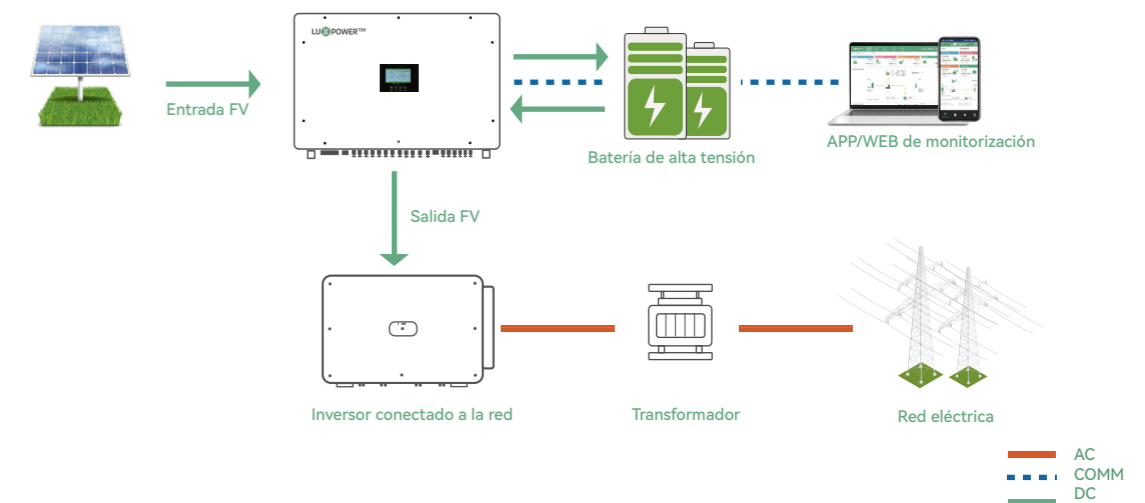 LUXPOWERTEK
Entrada FV
Batería de alta tensión
APP/WEB de monitorización
Salida FV
Inversor conectado a la red
Transformador
Red eléctrica
AC
COMM
DC